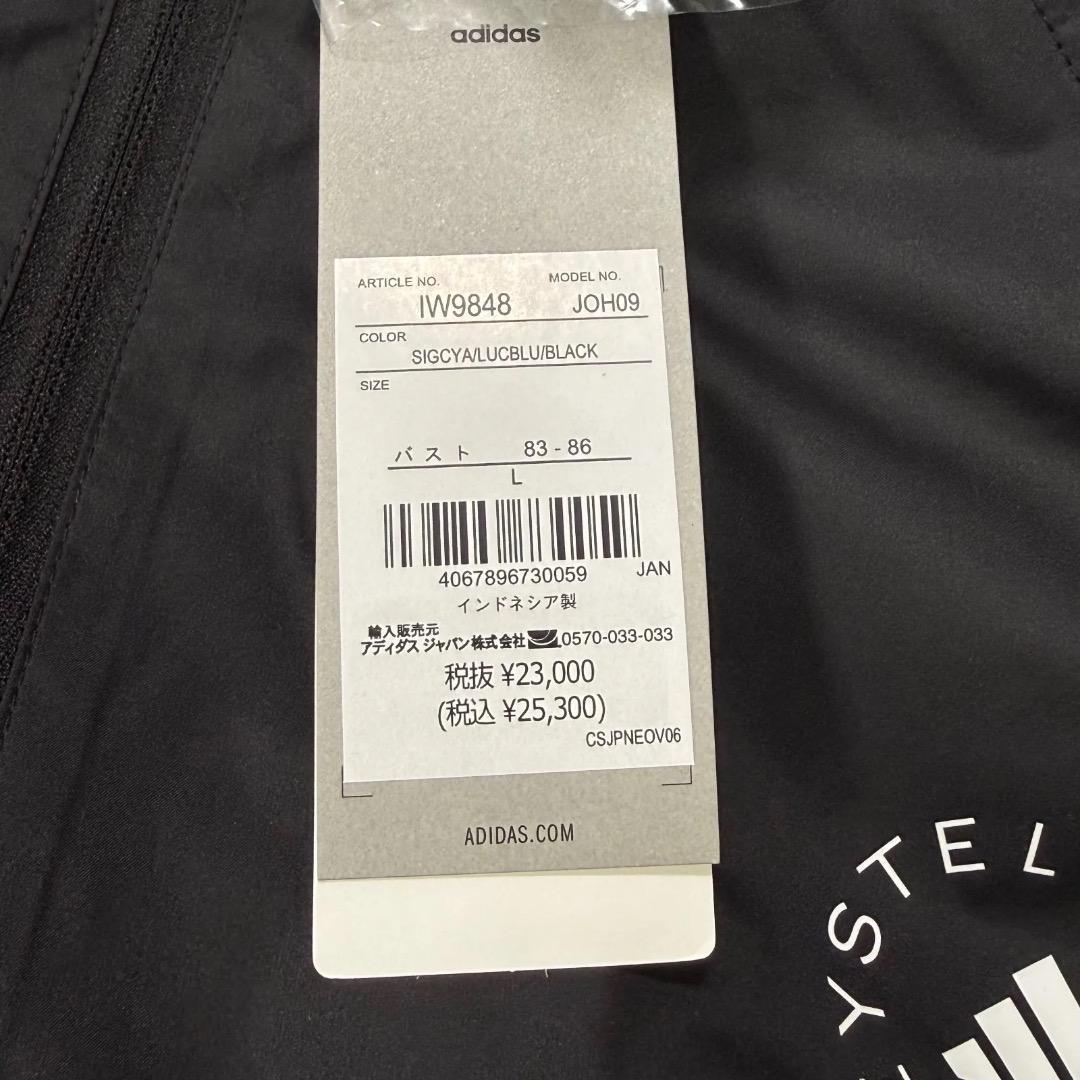 adidas
ARTICLE NO. MODEL NO.
IW9848 JOH09
COLOR
SIGCYA/LUCBLU/BLACK
SIZE
バスト 83 - 86
L
4067896730059 JAN
インドネシア製
輸入販売元
アディダス ジャパン株式会社 0570-033-033
税抜 ¥23,000
(税込 ¥25,300)
CSJPNEOV06
ADIDAS.COM
YSTEL